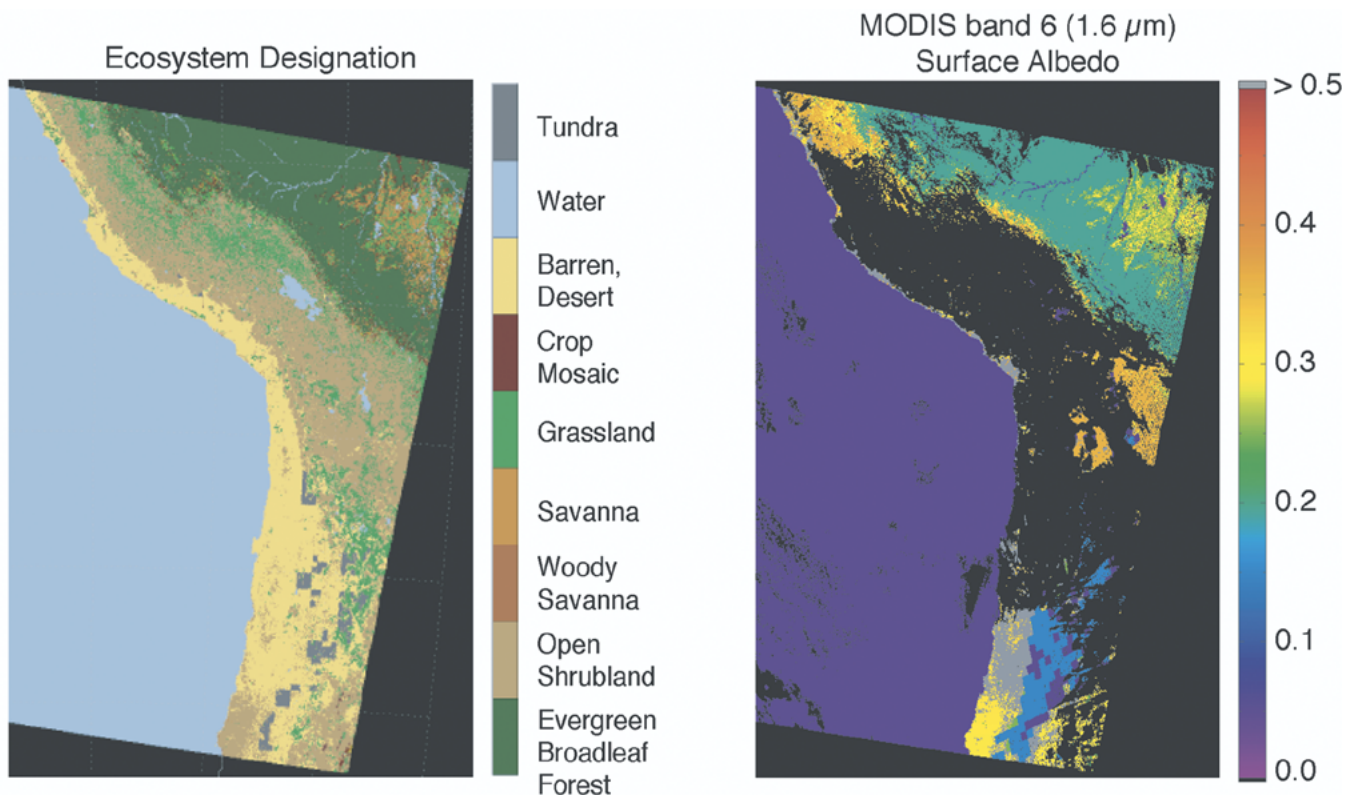 Ecosystem Designation
Tundra
Water
Barren,
Desert
Crop
Mosaic
Grassland
Savanna
Woody
Savanna
Open
Shrubland
Evergreen
Broadleaf
Forest
MODIS band 6 (1.6 µm)
Surface Albedo
> 0.5
0.4
0.3
0.2
0.1
0.0